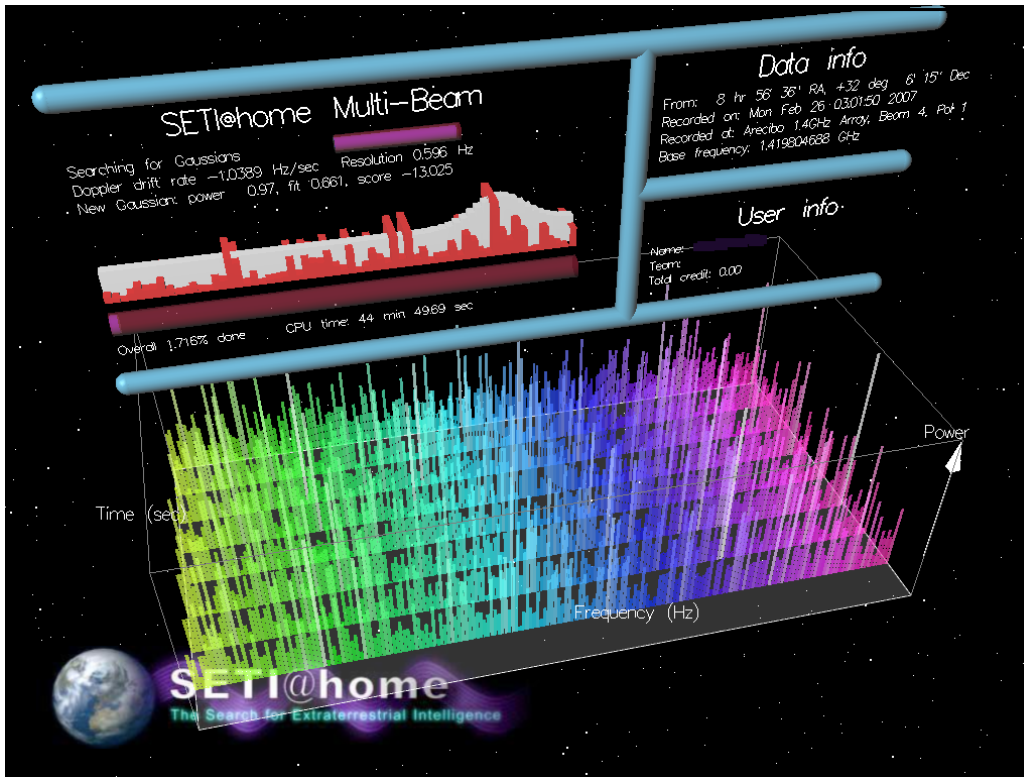 SETI@home Multi-Beam
Searching for Gaussians
Doppler drift rate -1.0389 Hz/sec Resolution 0.596 Hz
New Gaussian: power 0.97, fit 0.661, score -13.025
Overall 1.716% done CPU time: 44 min 49.69 sec
Data info
From: 8 hr 56' 36" RA, +32 deg 6' 15" Dec
Recorded on: Mon Feb 26 03:01:50 2007
Recorded at: Arecibo 1.4GHz Array, Beam 4, Pol 1
Base frequency: 1.419804688 GHz
User info
Name:
Team:
Total credit: 0.00
Power
Time (sec)
Frequency (Hz)
SETI@home
The Search for Extraterrestrial Intelligence